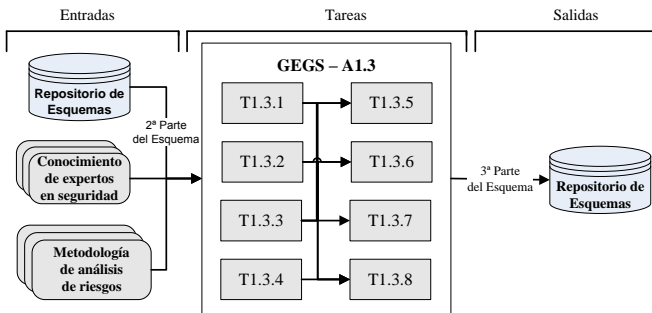 Entradas
Tareas
Salidas
Repositorio de
Esquemas
2ª Parte
del Esquema
Conocimiento
de expertos
en seguridad
Metodología
de análisis
de riesgos
GEGS – A1.3
T1.3.1
T1.3.5
T1.3.2
T1.3.6
T1.3.3
T1.3.7
T1.3.4
T1.3.8
3ª Parte
del Esquema
Repositorio de
Esquemas